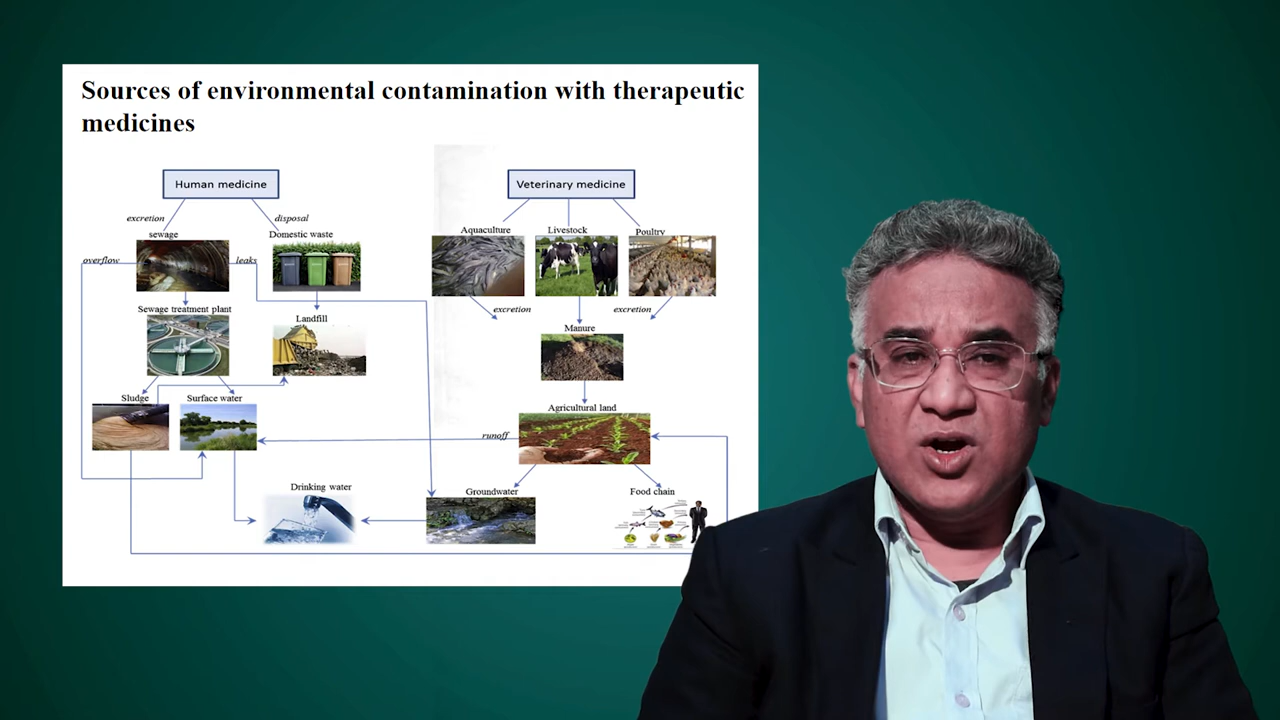 Sources of environmental contamination with therapeutic
medicines
Human medicine
Veterinary medicine
excretion
disposal
sewage
Domestic waste
overflow
leaks
Aquaculture
Livestock
Poultry
Sewage treatment plant
Landfill
excretion
excretion
Manure
Sludge
Surface water
Agricultural land
runoff
Drinking water
Groundwater
Food chain